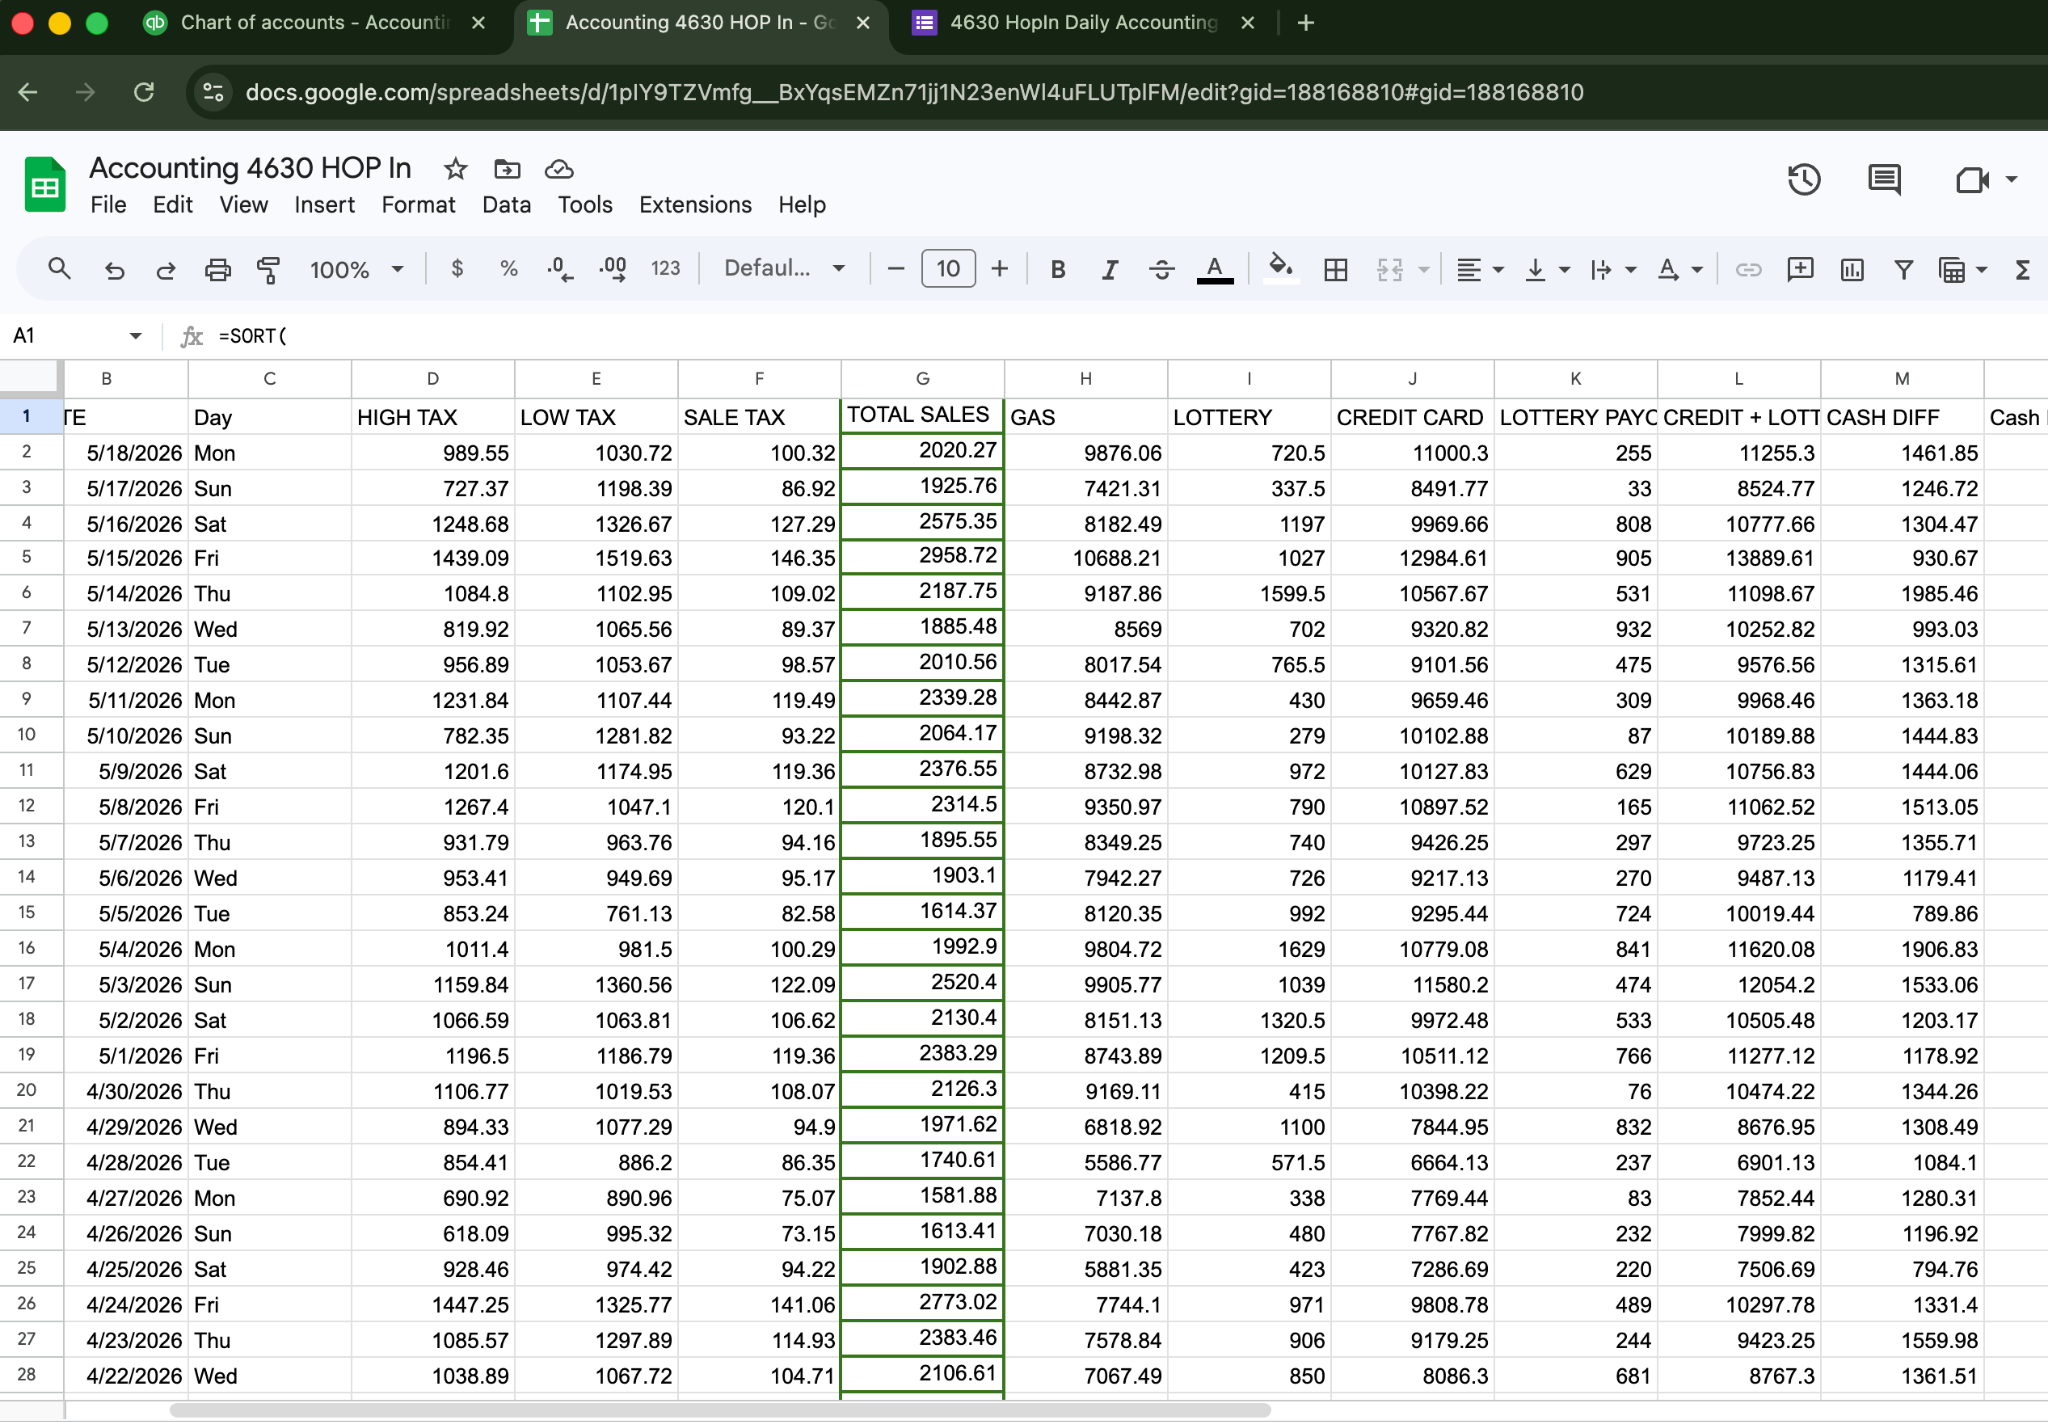 Chart of accounts - Accounti
Accounting 4630 HOP In - Go
4630 HopIn Daily Accounting
docs.google.com/spreadsheets/d/1pIY9TZVmfg__BxYqsEMZn71jj1N23enWl4uFLUTplFM/edit?gid=188168810#gid=188168810
Accounting 4630 HOP In
File Edit View Insert Format Data Tools Extensions Help
100% $ % .0 .00 123 Defaul... 10 B I A
A1 fx =SORT(
B C D E F G H I J K L M
1 TE Day HIGH TAX LOW TAX SALE TAX TOTAL SALES GAS LOTTERY CREDIT CARD LOTTERY PAYC CREDIT + LOTT CASH DIFF Cash
2 5/18/2026 Mon 989.55 1030.72 100.32 2020.27 9876.06 720.5 11000.3 255 11255.3 1461.85
3 5/17/2026 Sun 727.37 1198.39 86.92 1925.76 7421.31 337.5 8491.77 33 8524.77 1246.72
4 5/16/2026 Sat 1248.68 1326.67 127.29 2575.35 8182.49 1197 9969.66 808 10777.66 1304.47
5 5/15/2026 Fri 1439.09 1519.63 146.35 2958.72 10688.21 1027 12984.61 905 13889.61 930.67
6 5/14/2026 Thu 1084.8 1102.95 109.02 2187.75 9187.86 1599.5 10567.67 531 11098.67 1985.46
7 5/13/2026 Wed 819.92 1065.56 89.37 1885.48 8569 702 9320.82 932 10252.82 993.03
8 5/12/2026 Tue 956.89 1053.67 98.57 2010.56 8017.54 765.5 9101.56 475 9576.56 1315.61
9 5/11/2026 Mon 1231.84 1107.44 119.49 2339.28 8442.87 430 9659.46 309 9968.46 1363.18
10 5/10/2026 Sun 782.35 1281.82 93.22 2064.17 9198.32 279 10102.88 87 10189.88 1444.83
11 5/9/2026 Sat 1201.6 1174.95 119.36 2376.55 8732.98 972 10127.83 629 10756.83 1444.06
12 5/8/2026 Fri 1267.4 1047.1 120.1 2314.5 9350.97 790 10897.52 165 11062.52 1513.05
13 5/7/2026 Thu 931.79 963.76 94.16 1895.55 8349.25 740 9426.25 297 9723.25 1355.71
14 5/6/2026 Wed 953.41 949.69 95.17 1903.1 7942.27 726 9217.13 270 9487.13 1179.41
15 5/5/2026 Tue 853.24 761.13 82.58 1614.37 8120.35 992 9295.44 724 10019.44 789.86
16 5/4/2026 Mon 1011.4 981.5 100.29 1992.9 9804.72 1629 10779.08 841 11620.08 1906.83
17 5/3/2026 Sun 1159.84 1360.56 122.09 2520.4 9905.77 1039 11580.2 474 12054.2 1533.06
18 5/2/2026 Sat 1066.59 1063.81 106.62 2130.4 8151.13 1320.5 9972.48 533 10505.48 1203.17
19 5/1/2026 Fri 1196.5 1186.79 119.36 2383.29 8743.89 1209.5 10511.12 766 11277.12 1178.92
20 4/30/2026 Thu 1106.77 1019.53 108.07 2126.3 9169.11 415 10398.22 76 10474.22 1344.26
21 4/29/2026 Wed 894.33 1077.29 94.9 1971.62 6818.92 1100 7844.95 832 8676.95 1308.49
22 4/28/2026 Tue 854.41 886.2 86.35 1740.61 5586.77 571.5 6664.13 237 6901.13 1084.1
23 4/27/2026 Mon 690.92 890.96 75.07 1581.88 7137.8 338 7769.44 83 7852.44 1280.31
24 4/26/2026 Sun 618.09 995.32 73.15 1613.41 7030.18 480 7767.82 232 7999.82 1196.92
25 4/25/2026 Sat 928.46 974.42 94.22 1902.88 5881.35 423 7286.69 220 7506.69 794.76
26 4/24/2026 Fri 1447.25 1325.77 141.06 2773.02 7744.1 971 9808.78 489 10297.78 1331.4
27 4/23/2026 Thu 1085.57 1297.89 114.93 2383.46 7578.84 906 9179.25 244 9423.25 1559.98
28 4/22/2026 Wed 1038.89 1067.72 104.71 2106.61 7067.49 850 8086.3 681 8767.3 1361.51